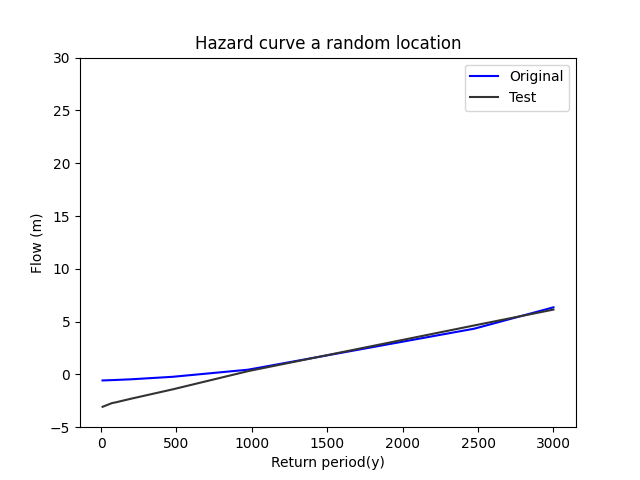 Hazard curve a random location
30
25
20
15
10
5
0
−5
Flow (m)
Original
Test
0 500 1000 1500 2000 2500 3000
Return period(y)